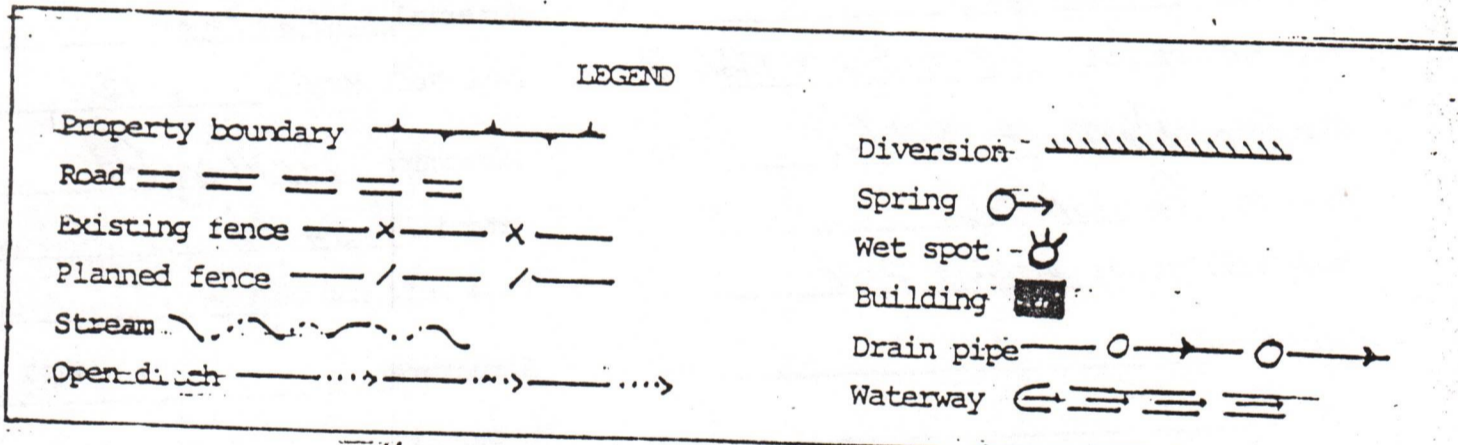 LEGEND
Property boundary
Road
Existing fence
Planned fence
Stream
Open ditch
Diversion
Spring
Wet spot
Building
Drain pipe
Waterway